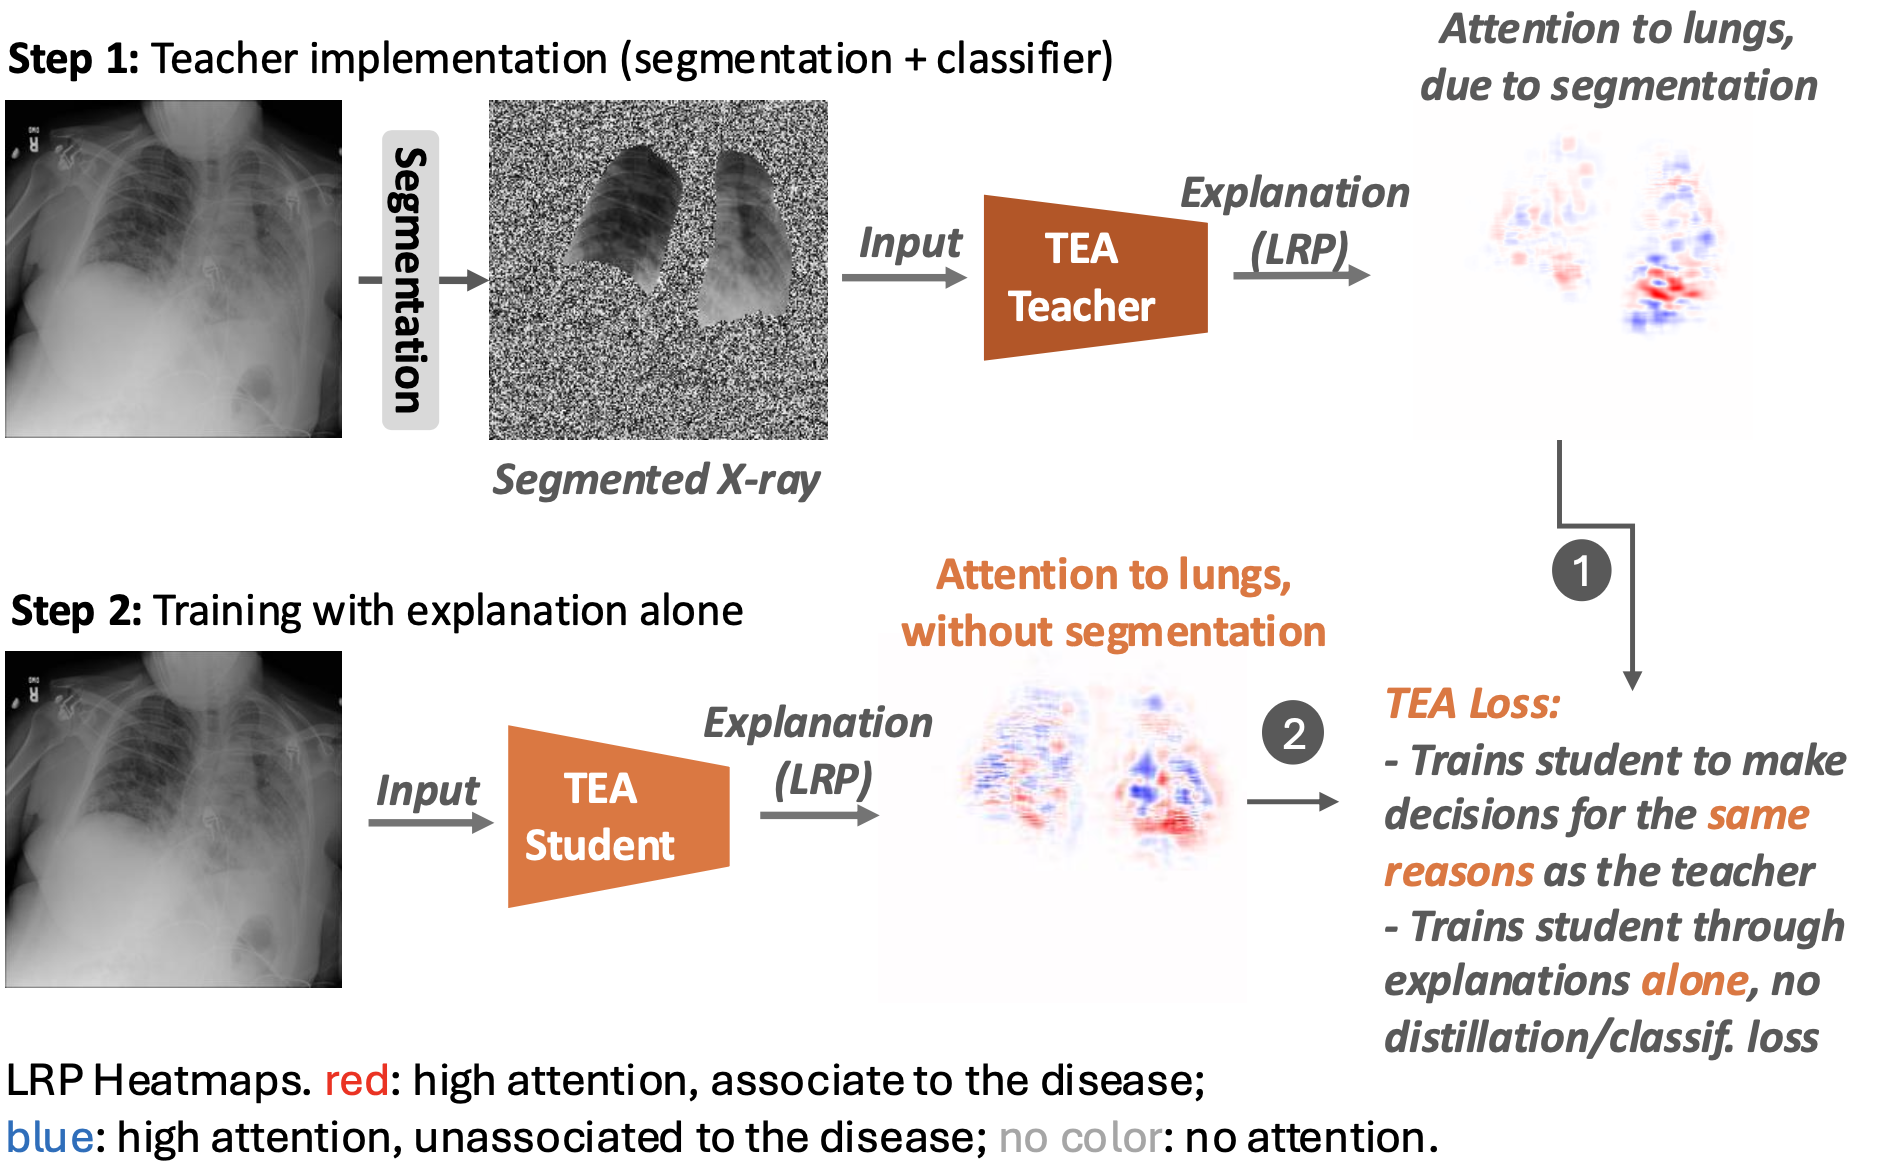 Step 1: Teacher implementation (segmentation + classifier)
Attention to lungs,
due to segmentation
R
Segmentation
Segmented X-ray
Input
TEA
Teacher
Explanation
(LRP)
1
Step 2: Training with explanation alone
R
Input
TEA
Student
Explanation
(LRP)
Attention to lungs,
without segmentation
2
TEA Loss:
- Trains student to make
decisions for the same
reasons as the teacher
- Trains student through
explanations alone, no
distillation/classif. loss
LRP Heatmaps. red: high attention, associate to the disease;
blue: high attention, unassociated to the disease; no color: no attention.